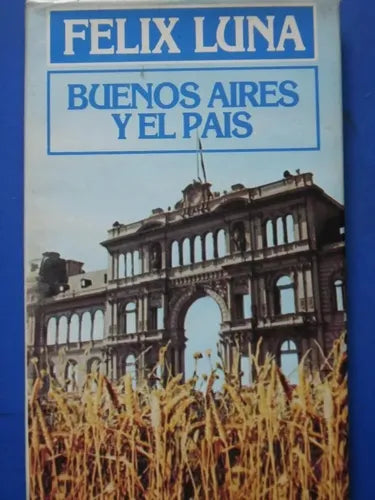 FELIX LUNA
BUENOS AIRES
Y EL PAIS